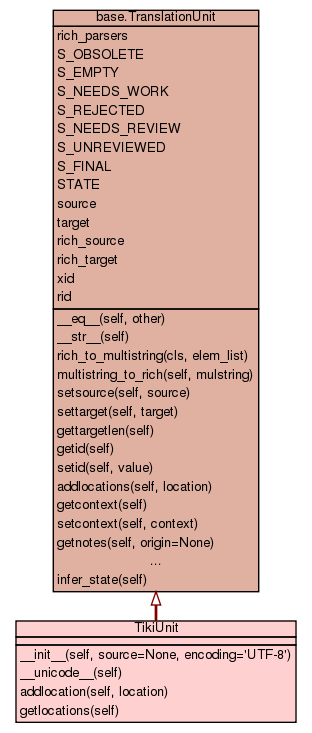 base.TranslationUnit
rich_parsers
S_OBSOLETE
S_EMPTY
S_NEEDS_WORK
S_REJECTED
S_NEEDS_REVIEW
S_UNREVIEWED
S_FINAL
STATE
source
target
rich_source
rich_target
xid
rid
__eq__(self, other)
__str__(self)
rich_to_multistring(cls, elem_list)
multistring_to_rich(self, mulstring)
setsource(self, source)
settarget(self, target)
gettargetlen(self)
getid(self)
setid(self, value)
addlocations(self, location)
getcontext(self)
setcontext(self, context)
getnotes(self, origin=None)
...
infer_state(self)
TikiUnit
__init__(self, source=None, encoding='UTF-8')
__unicode__(self)
addlocation(self, location)
getlocations(self)